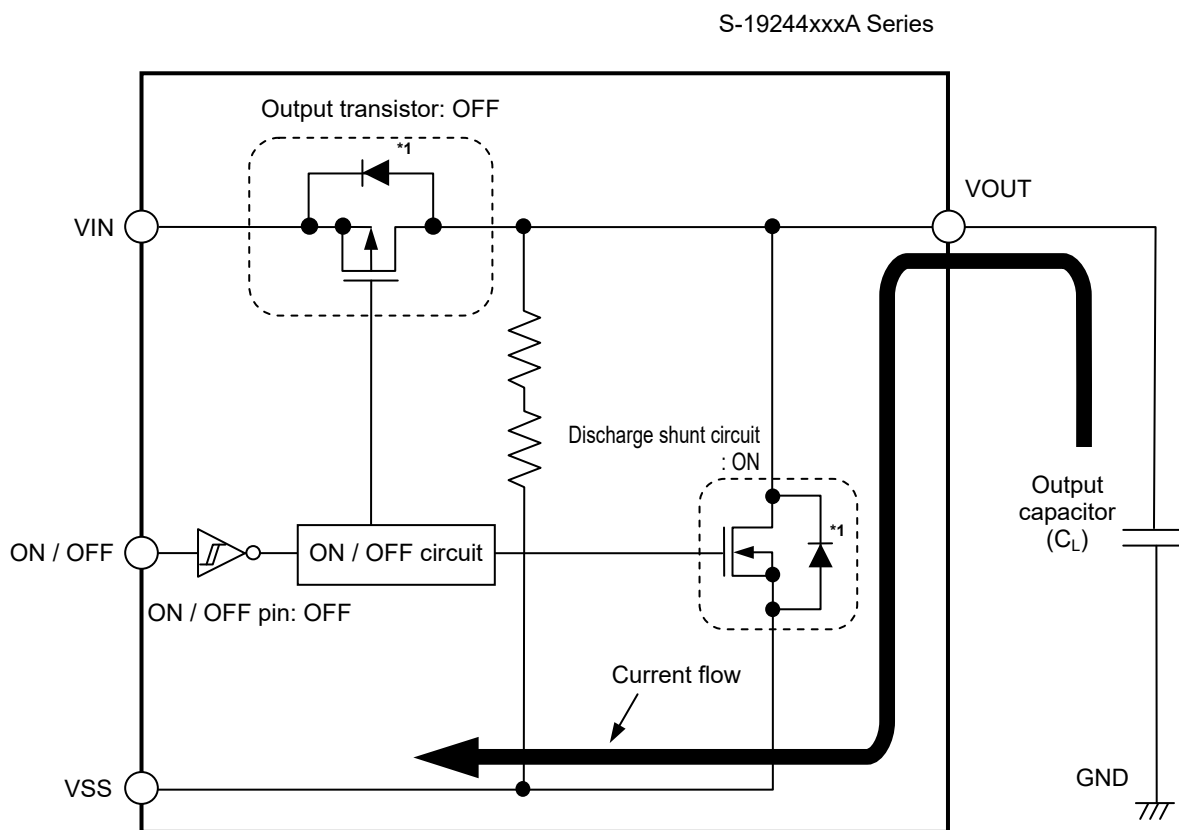 S-19244xxxA Series
Output transistor: OFF
*1
VOUT
VIN
Discharge shunt circuit
: ON
Output
capacitor
(CL)
*1
ON / OFF
ON / OFF circuit
ON / OFF pin: OFF
Current flow
GND
VSS